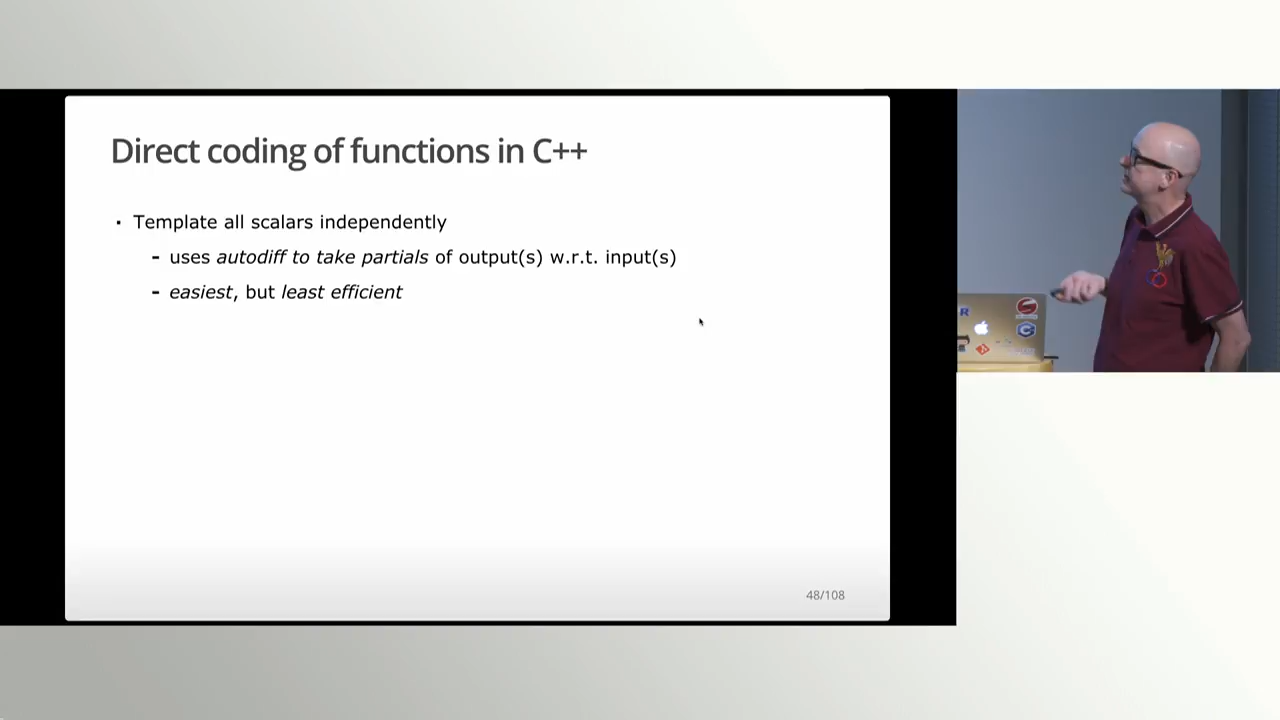 Direct coding of functions in C++
▪ Template all scalars independently
- uses autodiff to take partials of output(s) w.r.t. input(s)
- easiest, but least efficient
48/108
R